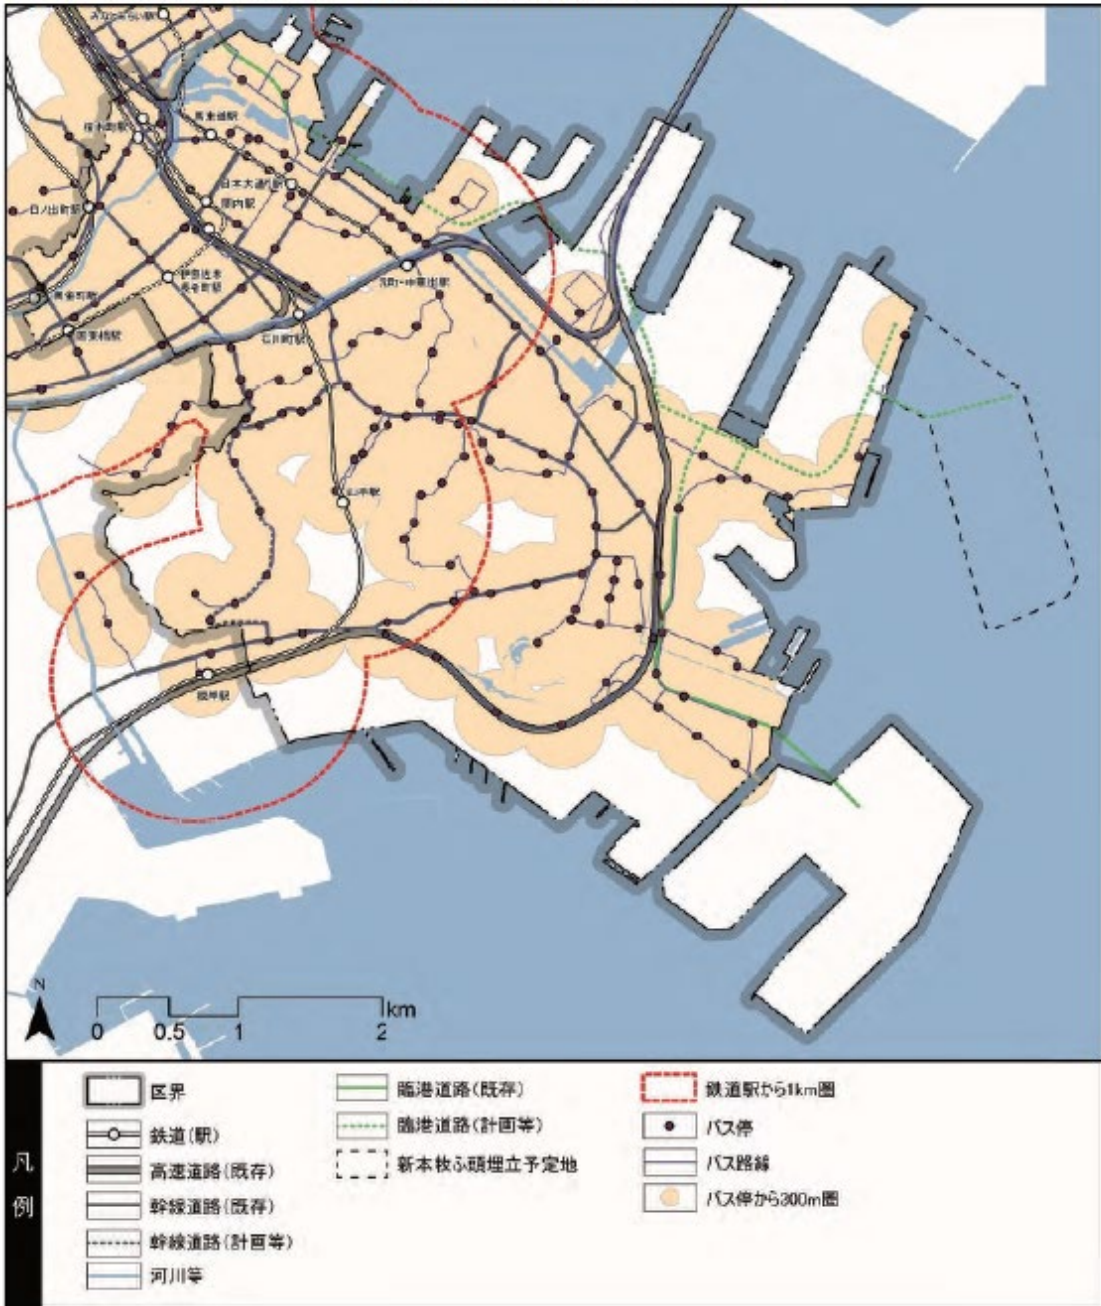 みなとみらい駅
馬車道駅
桜木町駅
日本大通り駅
関内駅
日ノ出町駅
伊勢佐木
長者町駅
元町・中華街駅
黄金町駅
石川町駅
山手駅
根岸駅
N
0 0.5 1 2 km
凡例
区界
鉄道(駅)
高速道路(既存)
幹線道路(既存)
幹線道路(計画等)
河川等
臨港道路(既存)
臨港道路(計画等)
新本牧ふ頭埋立予定地
鉄道駅から1km圏
バス停
バス路線
バス停から300m圏